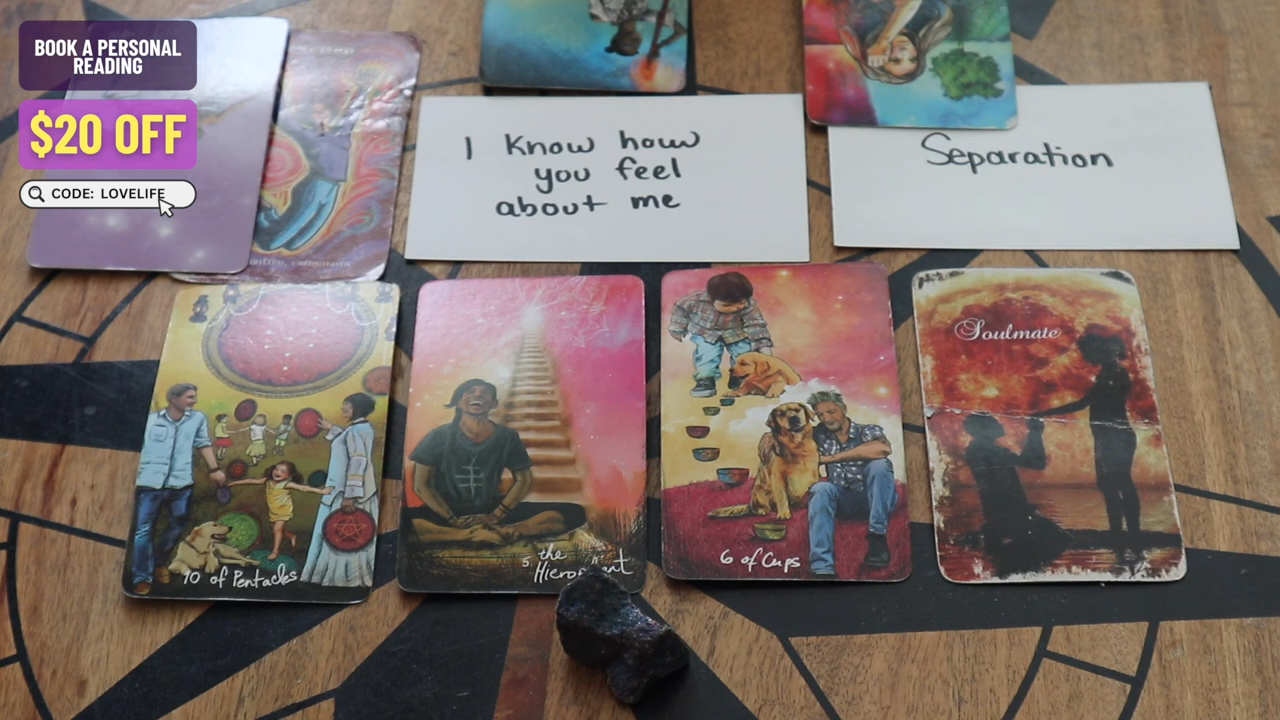 BOOK A PERSONAL
READING
$20 OFF
CODE: LOVELIFE
I Know how
you feel
about me
Separation
10 of Pentacles
5 the
Hierophant
6 of Cups
Soulmate